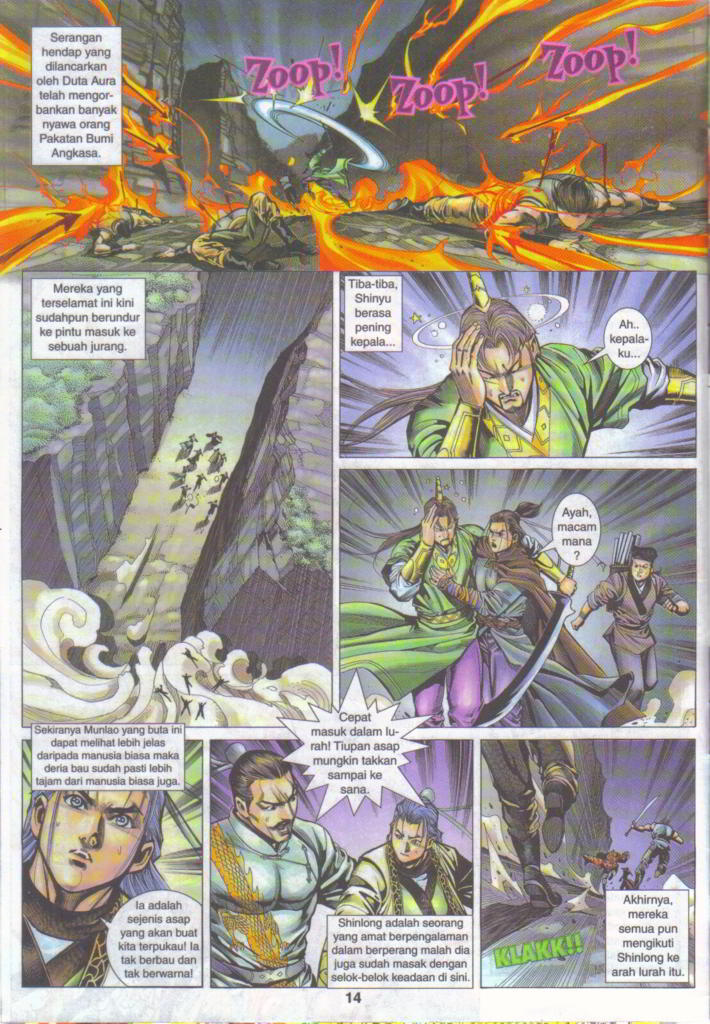 Serangan
hendap yang
dilancarkan
oleh Duta Aura
telah mengor-
bankan banyak
nyawa orang
Pakatan Bumi
Angkasa.
Zoop!
Zoop!
Zoop!
Mereka yang
terselamat ini kini
sudahpun berundur
ke pintu masuk ke
sebuah jurang.
Tiba-tiba,
Shinyu
berasa
pening
kepala...
Ah..
kepala-
ku...
Ayah,
macam
mana
?
Sekiranya Munlao yang buta ini
dapat melihat lebih jelas
daripada manusia biasa maka
deria bau sudah pasti lebih
tajam dari manusia biasa juga.
Ia adalah
sejenis asap
yang akan buat
kita terpukau! Ia
tak berbau dan
tak berwarna!
Cepat
masuk dalam lu-
rah! Tiupan asap
mungkin takkan
sampai ke
sana.
Shinlong adalah seorang
yang amat berpengalaman
dalam berperang malah dia
juga sudah masak dengan
selok-belok keadaan di sini.
KLAKK!!
Akhirnya,
mereka
semua pun
mengikuti
Shinlong ke
arah lurah itu.
14